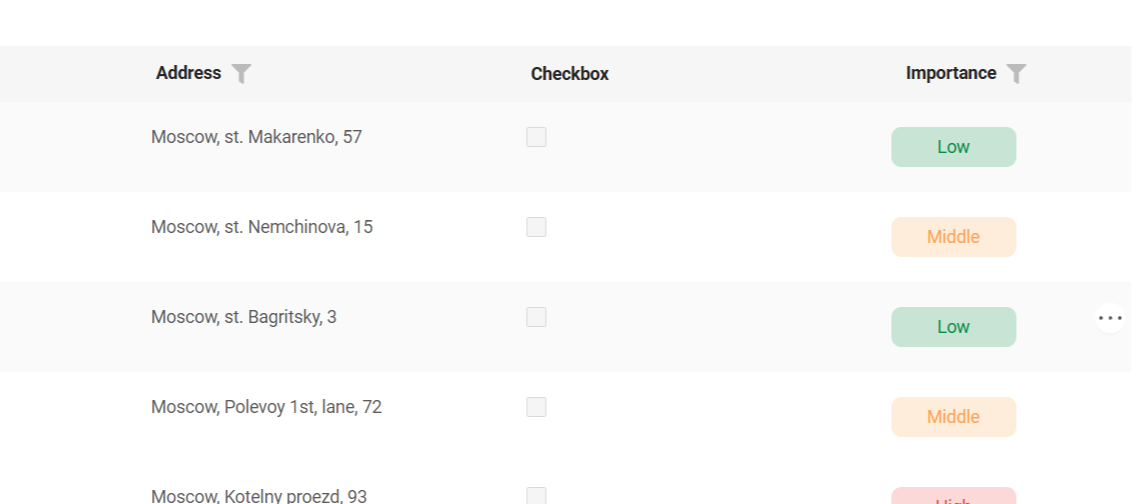 Address Checkbox Importance
Moscow, st. Makarenko, 57 Low
Moscow, st. Nemchinova, 15 Middle
Moscow, st. Bagritsky, 3 Low
Moscow, Polevoy 1st, lane, 72 Middle
Moscow, Kotelny proezd, 93 High